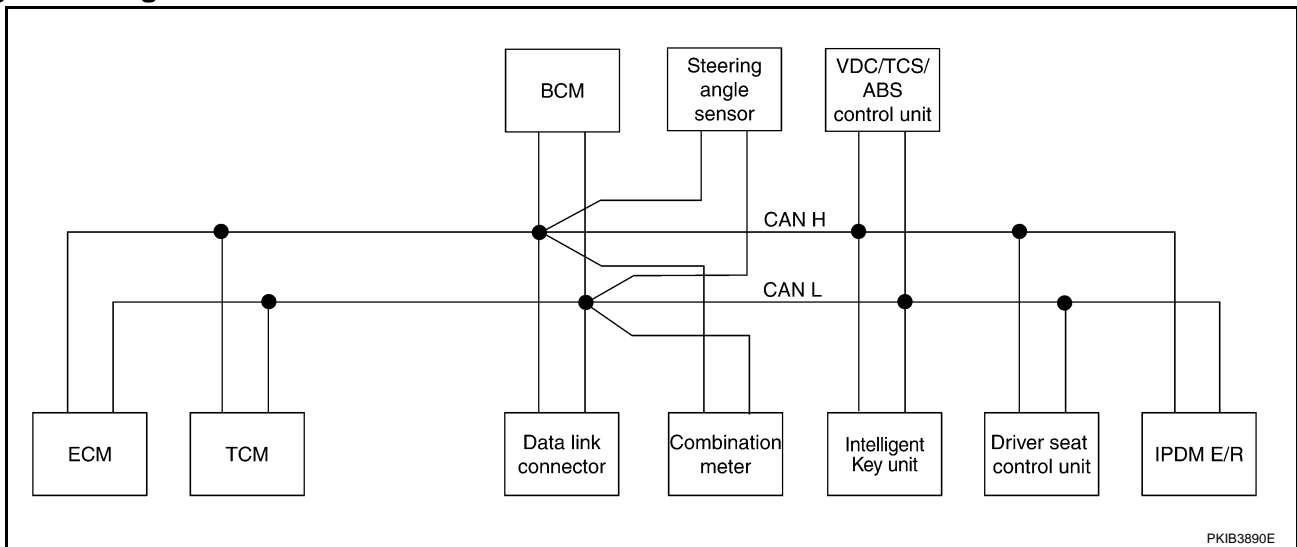 BCM
Steering
angle
sensor
VDC/TCS/
ABS
control unit
CAN H
CAN L
ECM
TCM
Data link
connector
Combination
meter
Intelligent
Key unit
Driver seat
control unit
IPDM E/R
PKIB3890E